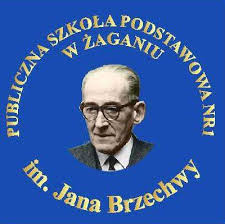 PUBLICZNA SZKOŁA PODSTAWOWA NR1
W ŻAGANIU
im. Jana Brzechwy